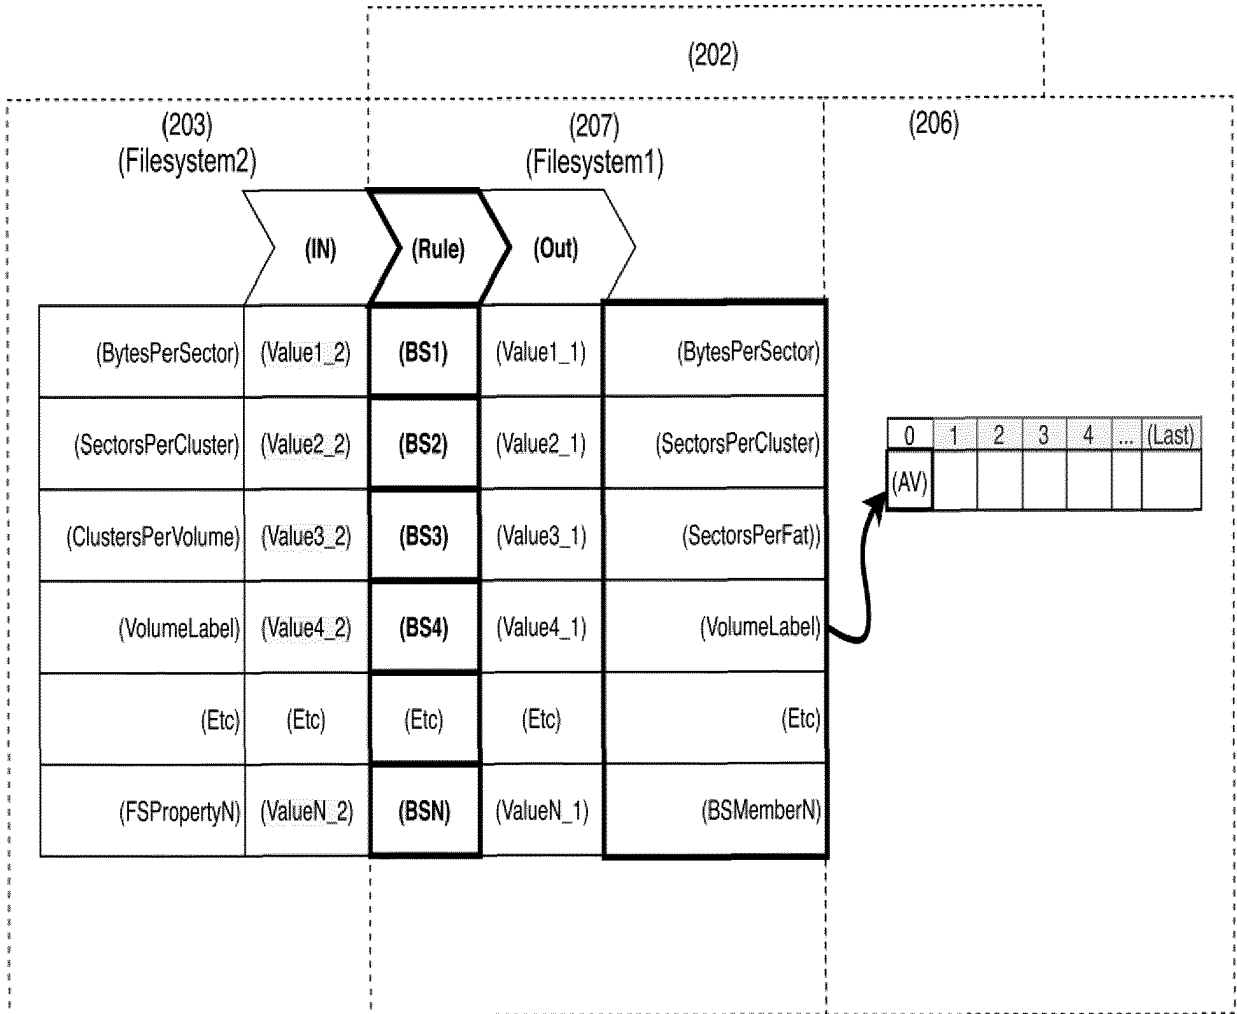 (202)
(203)
(Filesystem2)
(207)
(Filesystem1)
(206)
(IN) (Rule) (Out)
(BytesPerSector) (Value1_2) (BS1) (Value1_1) (BytesPerSector)
(SectorsPerCluster) (Value2_2) (BS2) (Value2_1) (SectorsPerCluster)
0 1 2 3 4 ... (Last)
(AV)
(ClustersPerVolume) (Value3_2) (BS3) (Value3_1) (SectorsPerFat))
(VolumeLabel) (Value4_2) (BS4) (Value4_1) (VolumeLabel)
(Etc) (Etc) (Etc) (Etc) (Etc)
(FSPropertyN) (ValueN_2) (BSN) (ValueN_1) (BSMemberN)